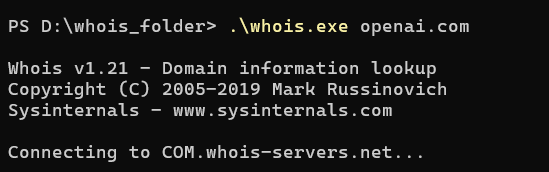 PS D:\whois_folder> .\whois.exe openai.com
Whois v1.21 - Domain information lookup
Copyright (C) 2005-2019 Mark Russinovich
Sysinternals - www.sysinternals.com
Connecting to COM.whois-servers.net...